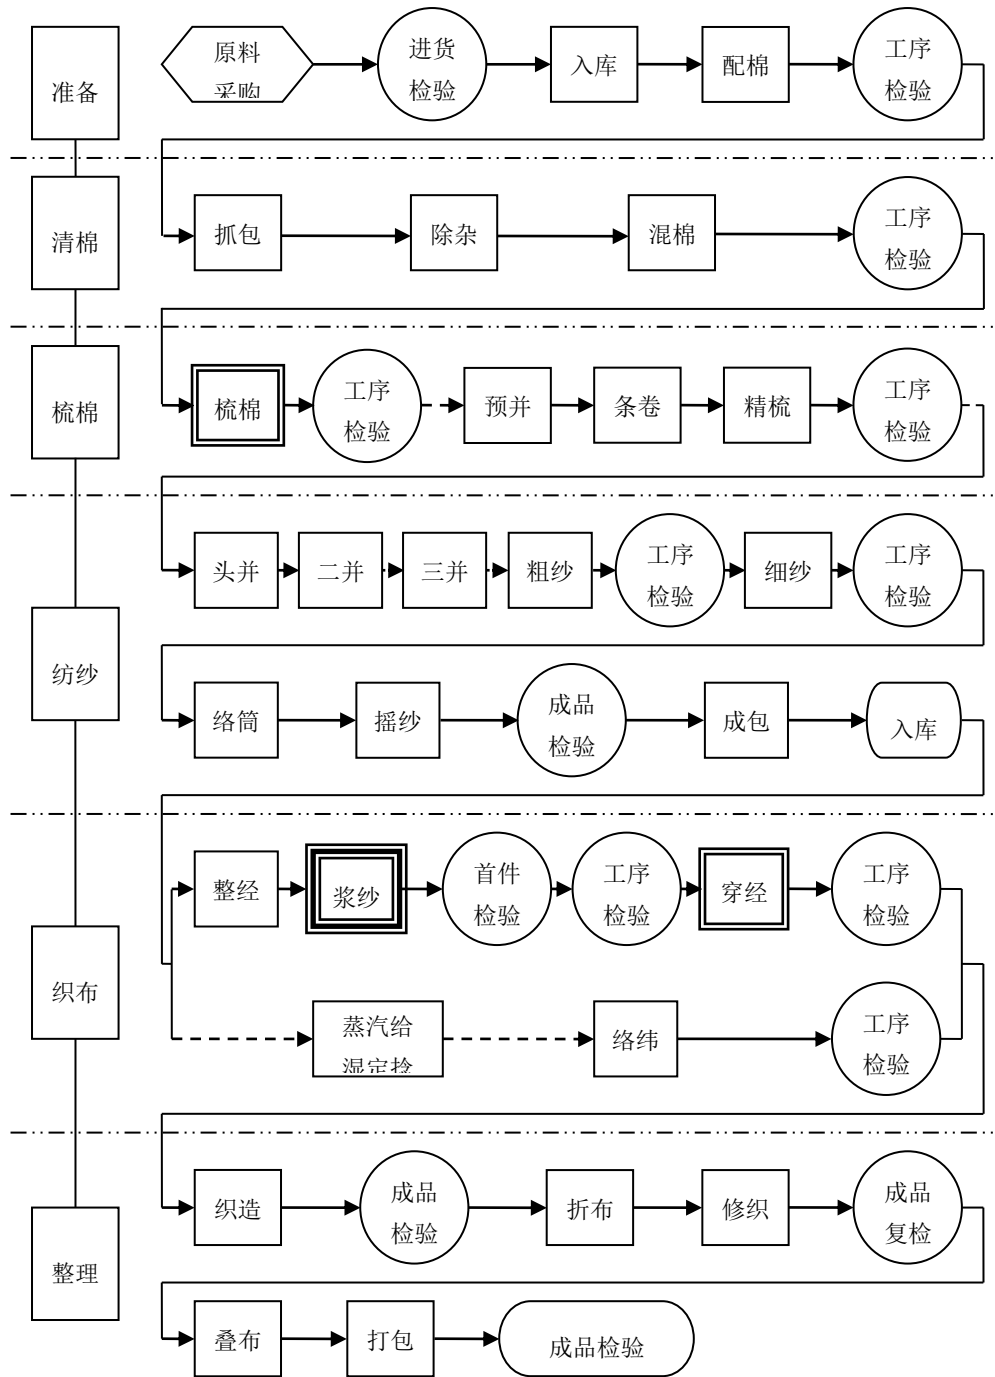 准备
原料
采购
进货
检验
入库
配棉
工序
检验
清棉
抓包
除杂
混棉
工序
检验
梳棉
梳棉
工序
检验
预并
条卷
精梳
工序
检验
纺纱
头并
二并
三并
粗纱
工序
检验
细纱
工序
检验
络筒
摇纱
成品
检验
成包
入库
织布
整经
浆纱
首件
检验
工序
检验
穿经
工序
检验
蒸汽给
湿定捻
络纬
工序
检验
整理
织造
成品
检验
折布
修织
成品
复检
叠布
打包
成品检验